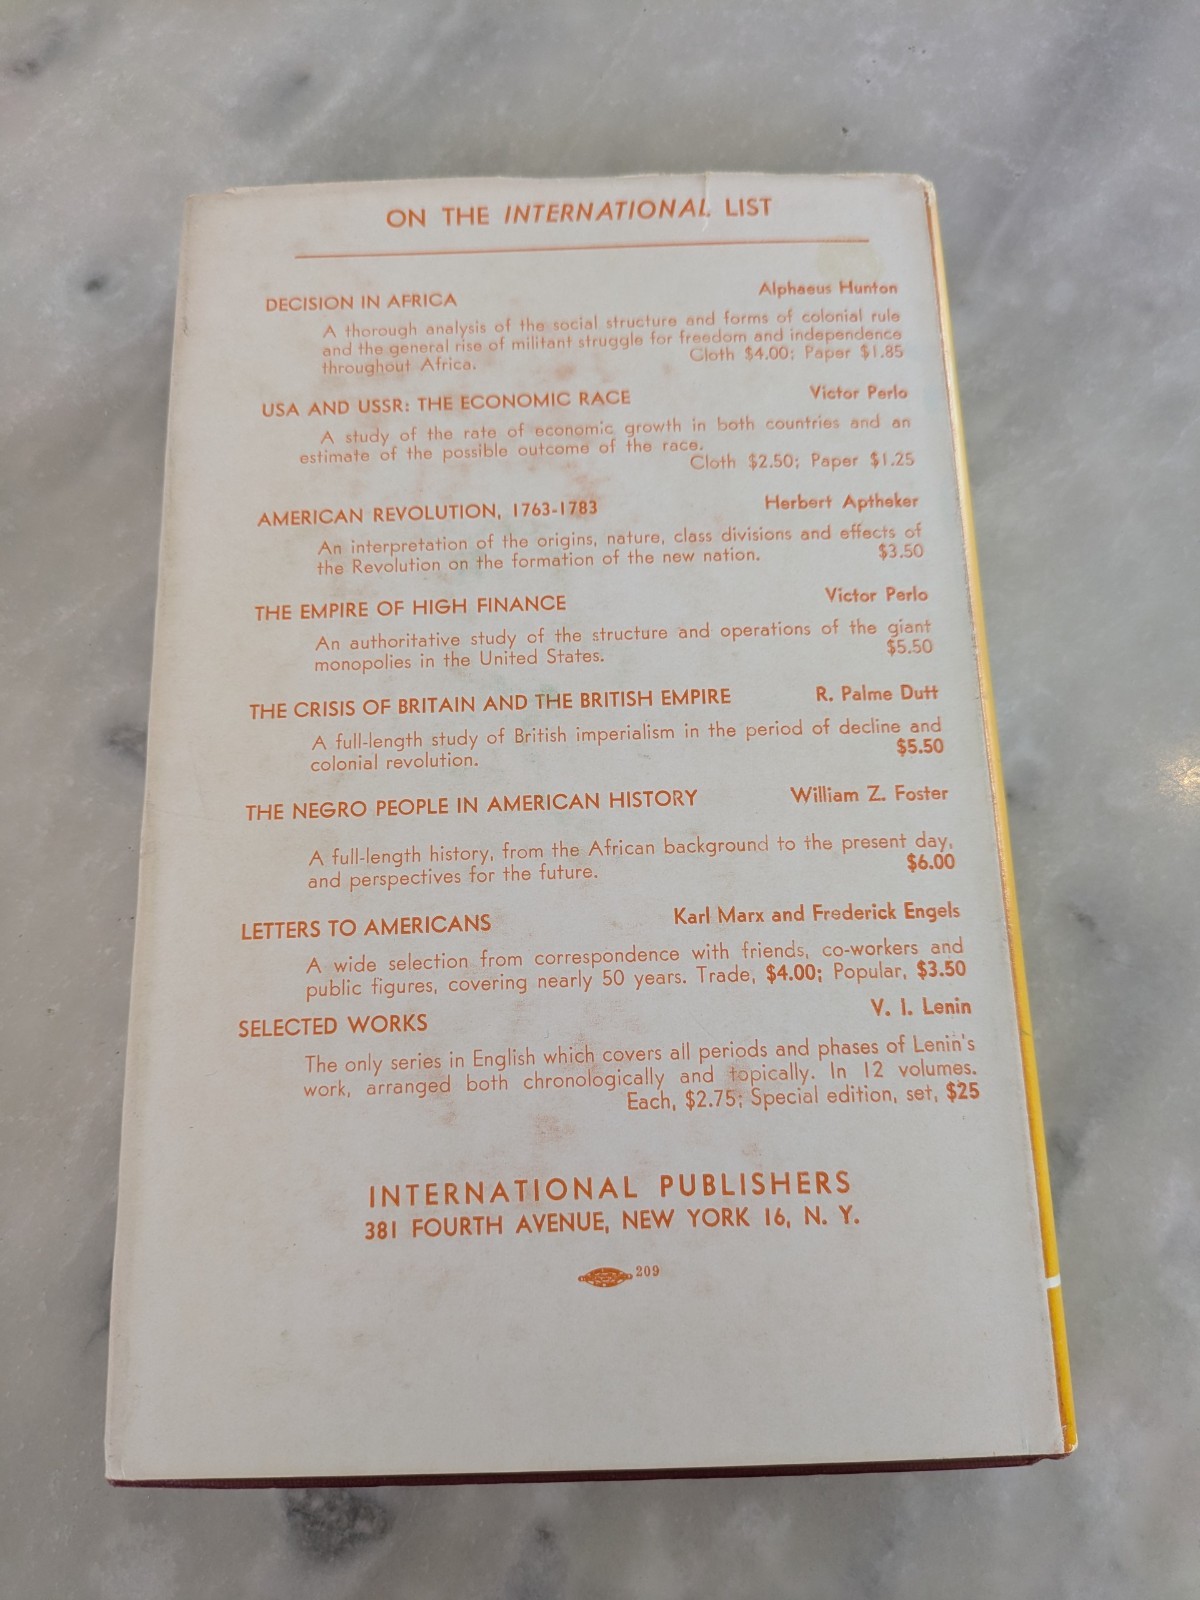 ON THE INTERNATIONAL LIST
DECISION IN AFRICA Alphaeus Hunton
A thorough analysis of the social structure and forms of colonial rule
and the general rise of militant struggle for freedom and independence
throughout Africa. Cloth $4.00; Paper $1.85
USA AND USSR: THE ECONOMIC RACE Victor Perlo
A study of the rate of economic growth in both countries and an
estimate of the possible outcome of the race.
Cloth $2.50; Paper $1.25
AMERICAN REVOLUTION, 1763-1783 Herbert Aptheker
An interpretation of the origins, nature, class divisions and effects of
the Revolution on the formation of the new nation. $3.50
THE EMPIRE OF HIGH FINANCE Victor Perlo
An authoritative study of the structure and operations of the giant
monopolies in the United States. $5.50
THE CRISIS OF BRITAIN AND THE BRITISH EMPIRE R. Palme Dutt
A full-length study of British imperialism in the period of decline and
colonial revolution. $5.50
THE NEGRO PEOPLE IN AMERICAN HISTORY William Z. Foster
A full-length history, from the African background to the present day,
and perspectives for the future. $6.00
LETTERS TO AMERICANS Karl Marx and Frederick Engels
A wide selection from correspondence with friends, co-workers and
public figures, covering nearly 50 years. Trade, $4.00; Popular, $3.50
SELECTED WORKS V. I. Lenin
The only series in English which covers all periods and phases of Lenin's
work, arranged both chronologically and topically. In 12 volumes.
Each, $2.75; Special edition, set, $25
INTERNATIONAL PUBLISHERS
381 FOURTH AVENUE, NEW YORK 16, N. Y.
209